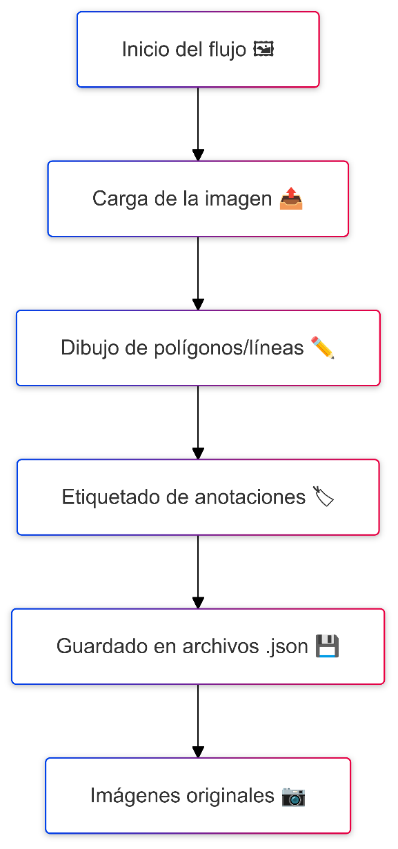 Inicio del flujo 🖼️
Carga de la imagen 📤
Dibujo de polígonos/líneas ✏️
Etiquetado de anotaciones 🏷️
Guardado en archivos .json 💾
Imágenes originales 📷